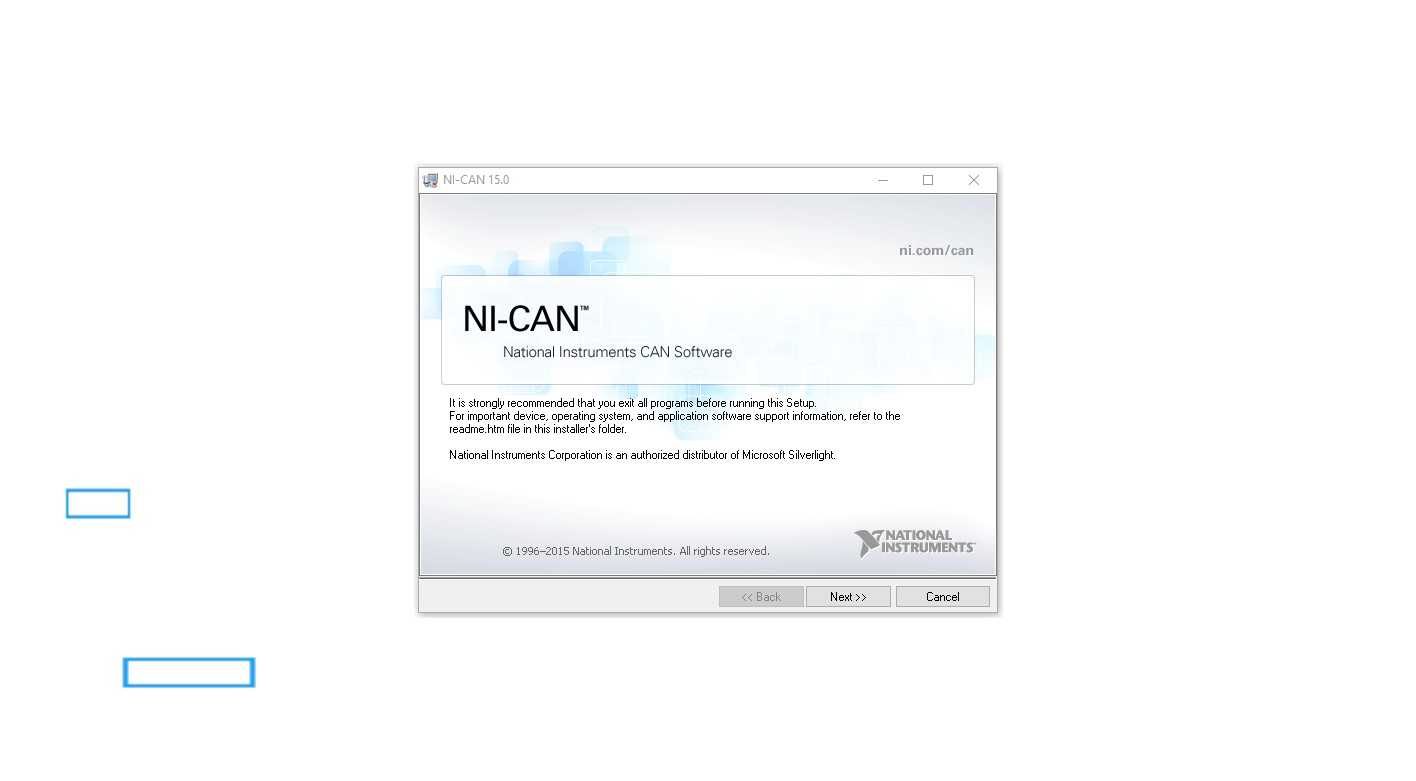 NI-CAN 15.0
ni.com/can
NI-CAN™
National Instruments CAN Software
It is strongly recommended that you exit all programs before running this Setup.
For important device, operating system, and application software support information, refer to the
readme.htm file in this installer's folder.
National Instruments Corporation is an authorized distributor of Microsoft Silverlight.
© 1996–2015 National Instruments. All rights reserved.
NATIONAL
INSTRUMENTS™
<< Back
Next >>
Cancel